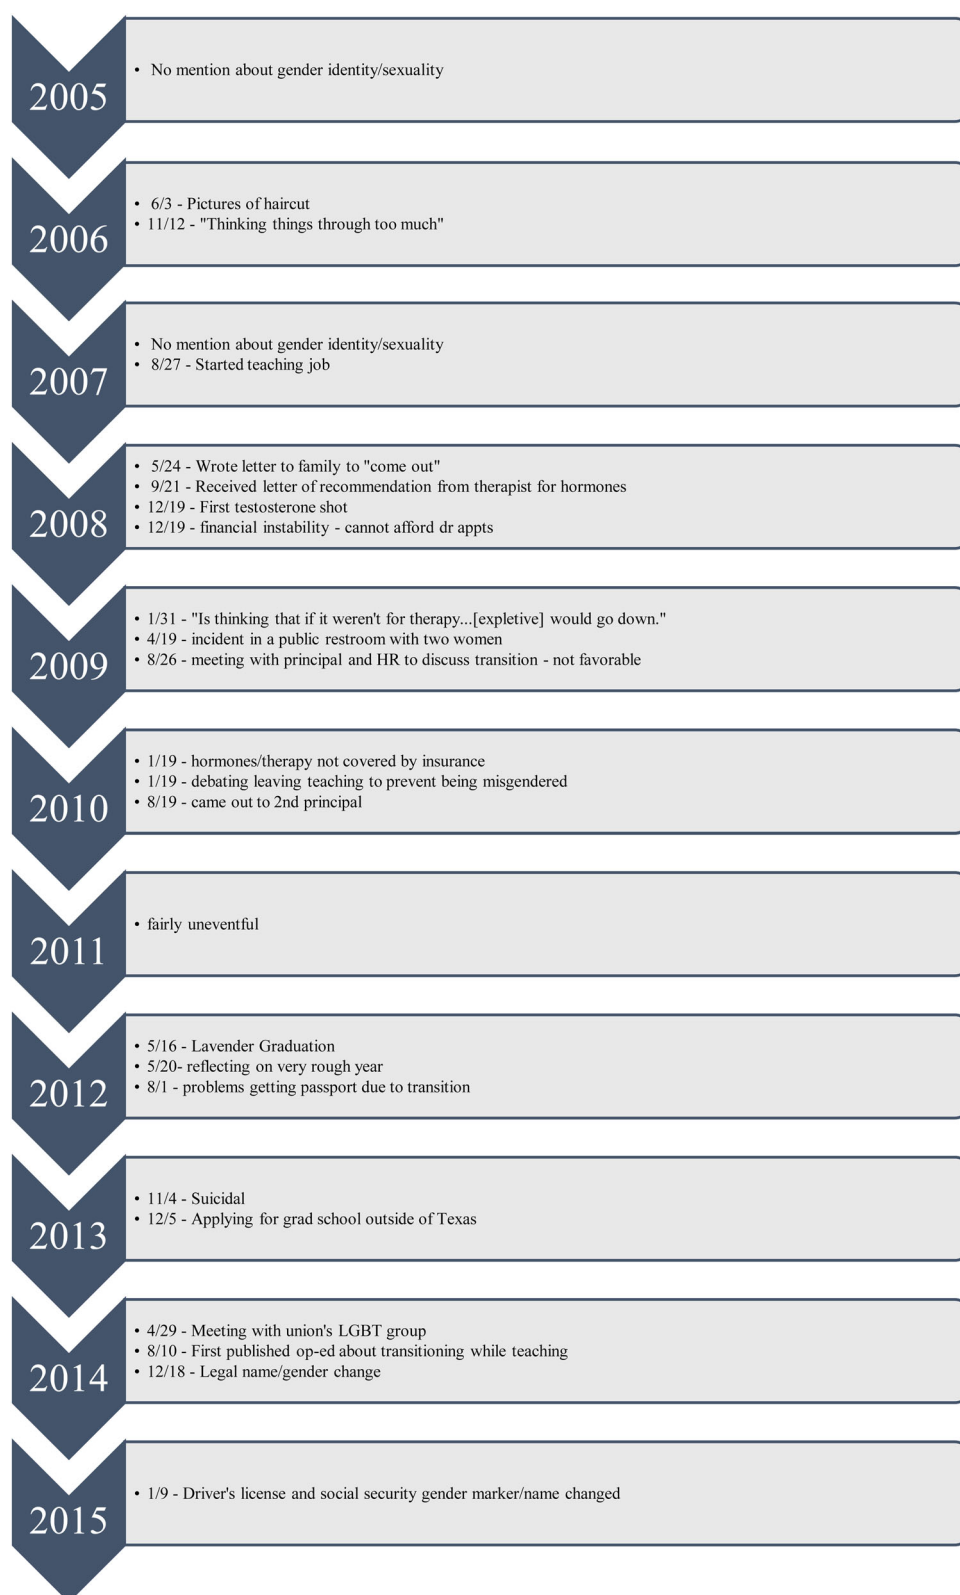 2005
• No mention about gender identity/sexuality
2006
• 6/3 - Pictures of haircut
• 11/12 - "Thinking things through too much"
2007
• No mention about gender identity/sexuality
• 8/27 - Started teaching job
2008
• 5/24 - Wrote letter to family to "come out"
• 9/21 - Received letter of recommendation from therapist for hormones
• 12/19 - First testosterone shot
• 12/19 - financial instability - cannot afford dr appts
2009
• 1/31 - "Is thinking that if it weren't for therapy...[expletive] would go down."
• 4/19 - incident in a public restroom with two women
• 8/26 - meeting with principal and HR to discuss transition - not favorable
2010
• 1/19 - hormones/therapy not covered by insurance
• 1/19 - debating leaving teaching to prevent being misgendered
• 8/19 - came out to 2nd principal
2011
• fairly uneventful
2012
• 5/16 - Lavender Graduation
• 5/20- reflecting on very rough year
• 8/1 - problems getting passport due to transition
2013
• 11/4 - Suicidal
• 12/5 - Applying for grad school outside of Texas
2014
• 4/29 - Meeting with union's LGBT group
• 8/10 - First published op-ed about transitioning while teaching
• 12/18 - Legal name/gender change
2015
• 1/9 - Driver's license and social security gender marker/name changed